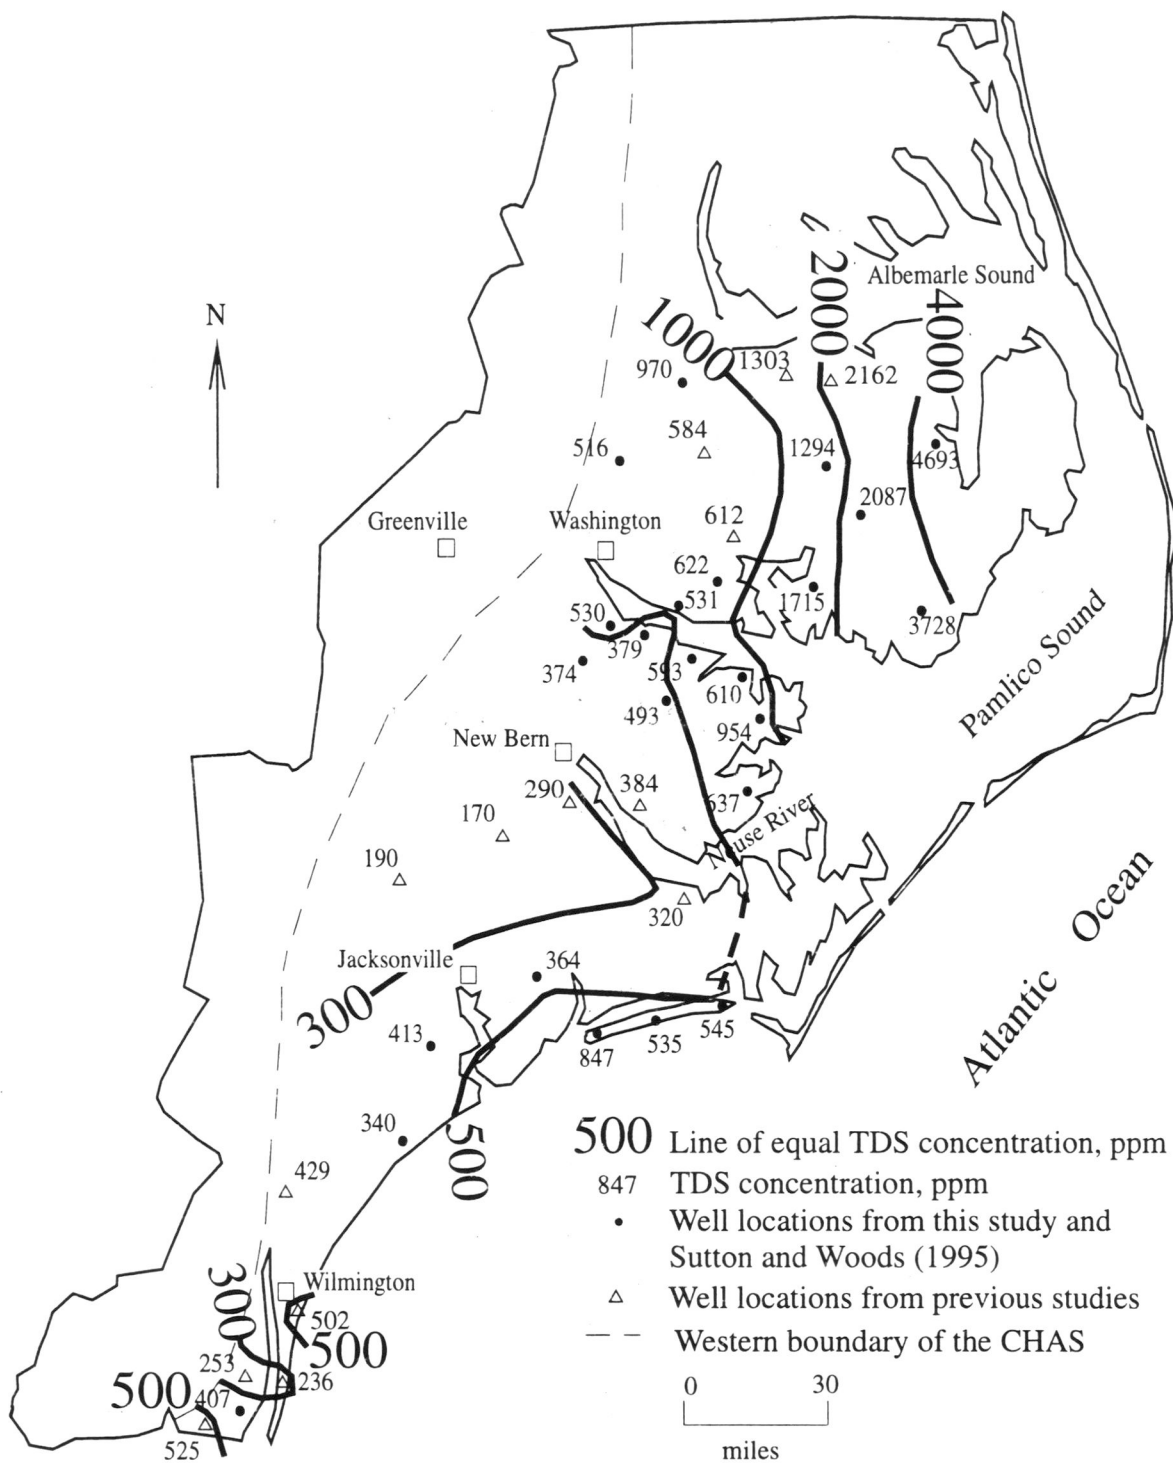 Albemarle Sound
2000
4000
N
1000
1303
970
2162
584
516
1294
4693
2087
Greenville
Washington
612
622
531
1715
530
3728
379
593
374
610
493
954
Pamlico Sound
New Bern
290
384
637
170
Neuse River
190
320
Ocean
Jacksonville
364
300
Atlantic
413
545
535
847
340
500
500 Line of equal TDS concentration, ppm
847 TDS concentration, ppm
429
Well locations from this study and
Sutton and Woods (1995)
Wilmington
300
Well locations from previous studies
502
Western boundary of the CHAS
500
253
236
500
407
525
0 30
miles